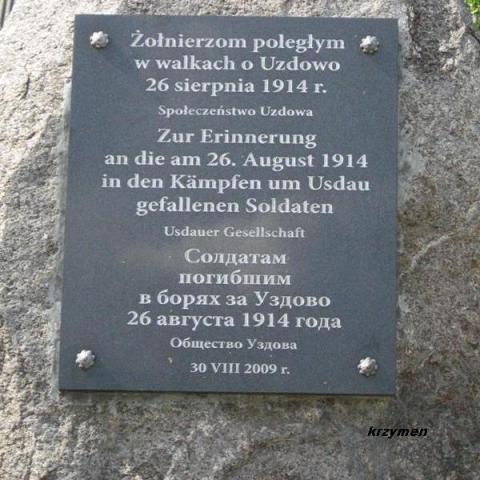 Żołnierzom poległym
w walkach o Uzdowo
26 sierpnia 1914 r.
Społeczeństwo Uzdowa
Zur Erinnerung
an die am 26. August 1914
in den Kämpfen um Usdau
gefallenen Soldaten
Usdauer Gesellschaft
Солдатам
погибшим
в борях за Уздово
26 августа 1914 года
Общество Уздова
30 VIII 2009 r.
krzymen